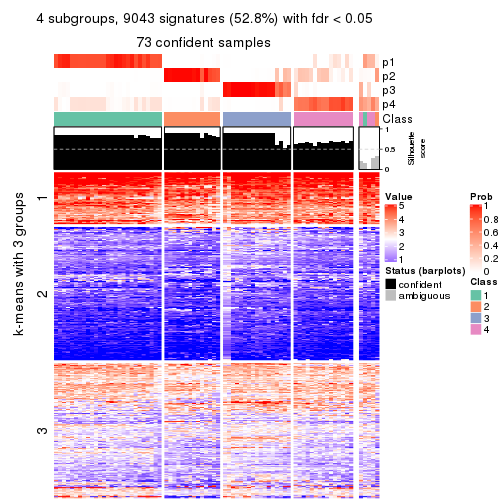 4 subgroups, 9043 signatures (52.8%) with fdr < 0.05
73 confident samples
p1
p2
p3
p4
Class
1
0.5
0
Silhouette
score
k-means with 3 groups
1
2
3
Value
5
4
3
2
1
Status (barplots)
confident
ambiguous
Prob
1
0.8
0.6
0.4
0.2
0
Class
1
2
3
4